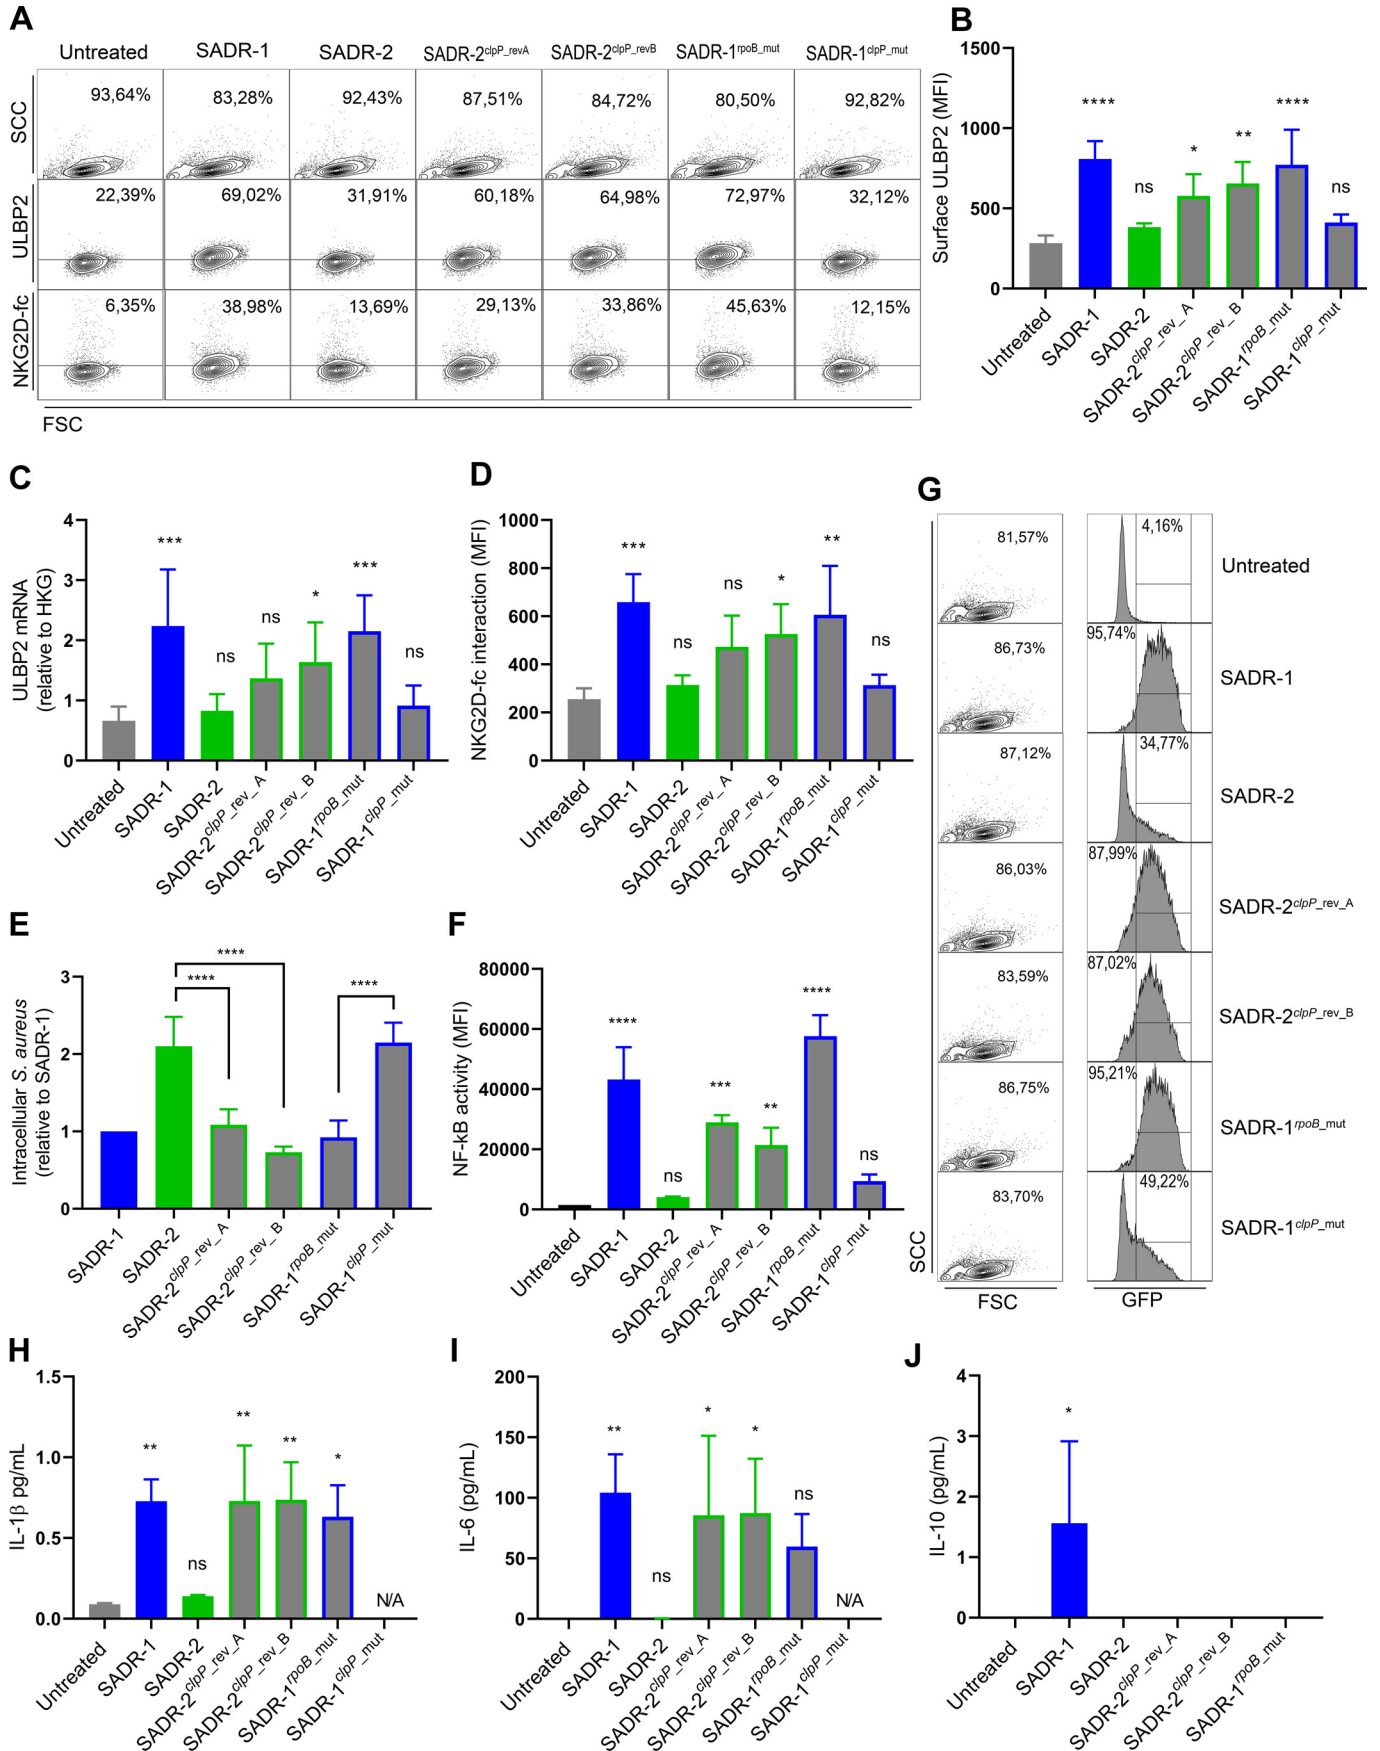 A
Untreated
SADR-1
SADR-2
SADR-2clpP_revA
SADR-2clpP_revB
SADR-1rpoB_mut
SADR-1clpP_mut
SCC
93,64%
83,28%
92,43%
87,51%
84,72%
80,50%
92,82%
ULBP2
22,39%
69,02%
31,91%
60,18%
64,98%
72,97%
32,12%
NKG2D-fc
6,35%
38,98%
13,69%
29,13%
33,86%
45,63%
12,15%
FSC
B
Surface ULBP2 (MFI)
1500
1000
500
0
****
ns
*
**
****
ns
Untreated
SADR-1
SADR-2
SADR-2clpP_rev_A
SADR-2clpP_rev_B
SADR-1rpoB_mut
SADR-1clpP_mut
C
ULBP2 mRNA
(relative to HKG)
4
3
2
1
0
***
ns
ns
*
***
ns
Untreated
SADR-1
SADR-2
SADR-2clpP_rev_A
SADR-2clpP_rev_B
SADR-1rpoB_mut
SADR-1clpP_mut
D
NKG2D-fc interaction (MFI)
1000
800
600
400
200
0
***
ns
ns
*
**
ns
Untreated
SADR-1
SADR-2
SADR-2clpP_rev_A
SADR-2clpP_rev_B
SADR-1rpoB_mut
SADR-1clpP_mut
E
Intracellular S. aureus
(relative to SADR-1)
3
2
1
0
****
****
****
SADR-1
SADR-2
SADR-2clpP_rev_A
SADR-2clpP_rev_B
SADR-1rpoB_mut
SADR-1clpP_mut
F
NF-kB activity (MFI)
80000
60000
40000
20000
0
****
ns
***
**
****
ns
Untreated
SADR-1
SADR-2
SADR-2clpP_rev_A
SADR-2clpP_rev_B
SADR-1rpoB_mut
SADR-1clpP_mut
G
81,57%
4,16%
Untreated
86,73%
95,74%
SADR-1
87,12%
34,77%
SADR-2
86,03%
87,99%
SADR-2clpP_rev_A
83,59%
87,02%
SADR-2clpP_rev_B
86,75%
95,21%
SADR-1rpoB_mut
83,70%
49,22%
SADR-1clpP_mut
SCC
FSC
GFP
H
IL-1β pg/mL
1.5
1.0
0.5
0.0
**
ns
**
**
*
N/A
Untreated
SADR-1
SADR-2
SADR-2clpP_rev_A
SADR-2clpP_rev_B
SADR-1rpoB_mut
SADR-1clpP_mut
I
IL-6 (pg/mL)
200
150
100
50
0
**
ns
*
*
ns
N/A
Untreated
SADR-1
SADR-2
SADR-2clpP_rev_A
SADR-2clpP_rev_B
SADR-1rpoB_mut
SADR-1clpP_mut
J
IL-10 (pg/mL)
4
3
2
1
0
*
Untreated
SADR-1
SADR-2
SADR-2clpP_rev_A
SADR-2clpP_rev_B
SADR-1rpoB_mut